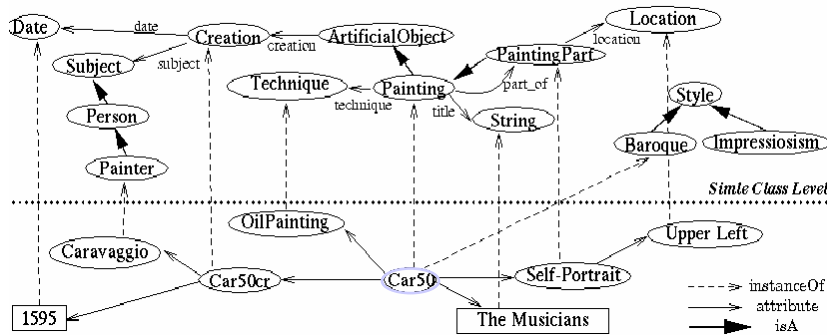 Date
date
Creation
creation
ArtificialObject
PaintingPart
location
Location
Subject
subject
Technique
technique
Painting
part_of
title
String
Style
Person
Baroque
Impressiosism
Painter
Simle Class Level
OilPainting
Upper Left
Caravaggio
Car50cr
Car50
Self-Portrait
1595
The Musicians
instanceOf
attribute
isA